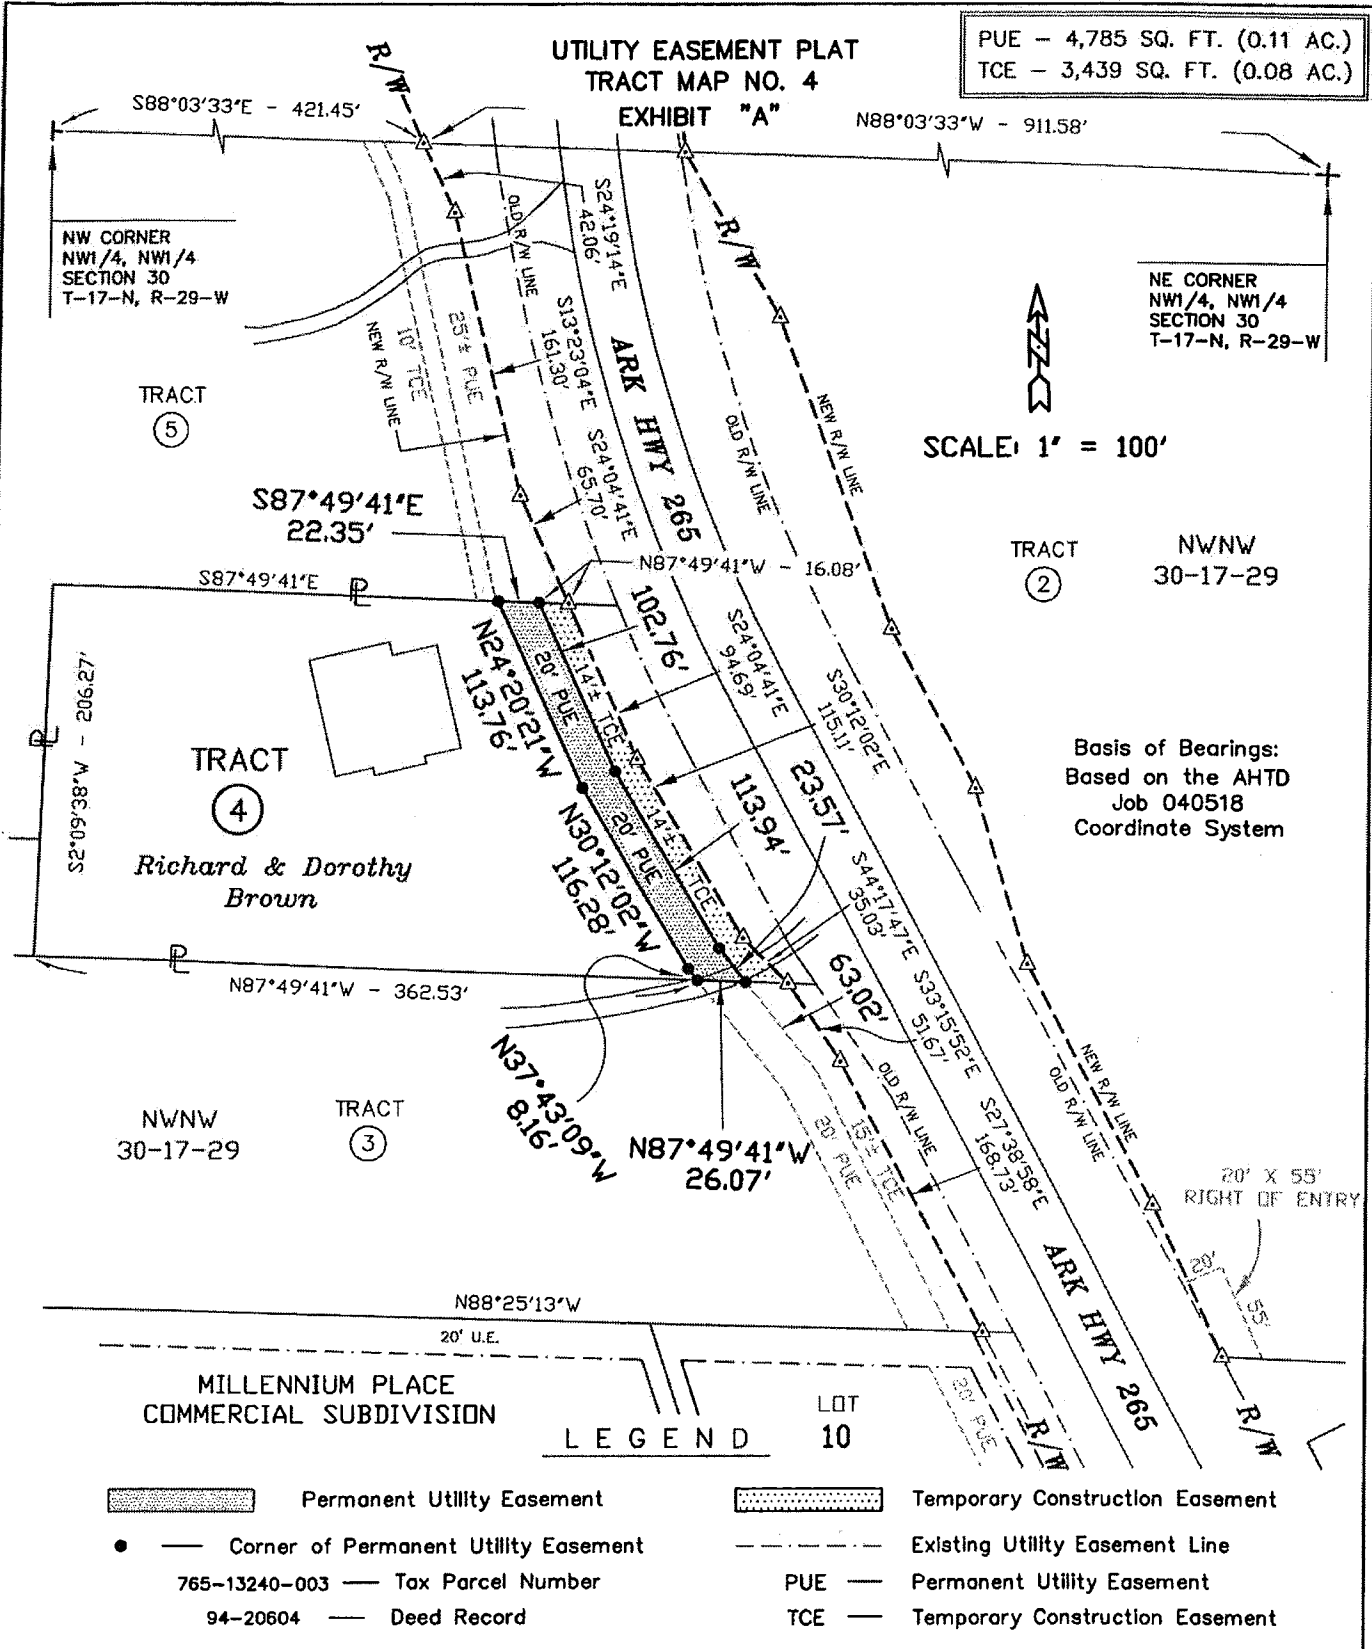 UTILITY EASEMENT PLAT
TRACT MAP NO. 4
EXHIBIT "A"
PUE - 4,785 SQ. FT. (0.11 AC.)
TCE - 3,439 SQ. FT. (0.08 AC.)
R/W
S88°03'33"E - 421.45'
N88°03'33"W - 911.58'
NW CORNER
NW1/4, NW1/4
SECTION 30
T-17-N, R-29-W
NE CORNER
NW1/4, NW1/4
SECTION 30
T-17-N, R-29-W
OLD R/W LINE
S24°19'14"E
42.06'
R/W
S13°23'04"E
161.30'
ARK HWY 265
25'± PUE
10' TCE
NEW R/W LINE
S24°04'41"E
65.70'
OLD R/W LINE
NEW R/W LINE
N
SCALE: 1" = 100'
TRACT
5
S87°49'41"E
22.35'
N87°49'41"W - 16.08'
TRACT
2
NWNW
30-17-29
S87°49'41"E
PL
S2°09'38"W - 206.27'
PL
102.76'
N24°20'21"W
113.76'
20' PUE
14'± TCE
S24°04'41"E
94.69'
S30°12'02"E
115.11'
TRACT
4
Richard & Dorothy
Brown
Basis of Bearings:
Based on the AHTD
Job 040518
Coordinate System
N30°12'02"W
116.28'
20' PUE
14'± TCE
113.94'
23.57'
S44°17'47"E
35.03'
PL
N87°49'41"W - 362.53'
63.02'
S33°15'52"E
51.67'
N37°43'09"W
8.16'
N87°49'41"W
26.07'
NWNW
30-17-29
TRACT
3
20' PUE
15'± TCE
OLD R/W LINE
S27°38'58"E
168.73'
NEW R/W LINE
OLD R/W LINE
20' X 55'
RIGHT OF ENTRY
20'
55'
ARK HWY 265
N88°25'13"W
20' U.E.
MILLENNIUM PLACE
COMMERCIAL SUBDIVISION
LOT
10
20' PUE
R/W
R/W
LEGEND
Permanent Utility Easement
Temporary Construction Easement
Corner of Permanent Utility Easement
Existing Utility Easement Line
765-13240-003 — Tax Parcel Number
PUE — Permanent Utility Easement
94-20604 — Deed Record
TCE — Temporary Construction Easement